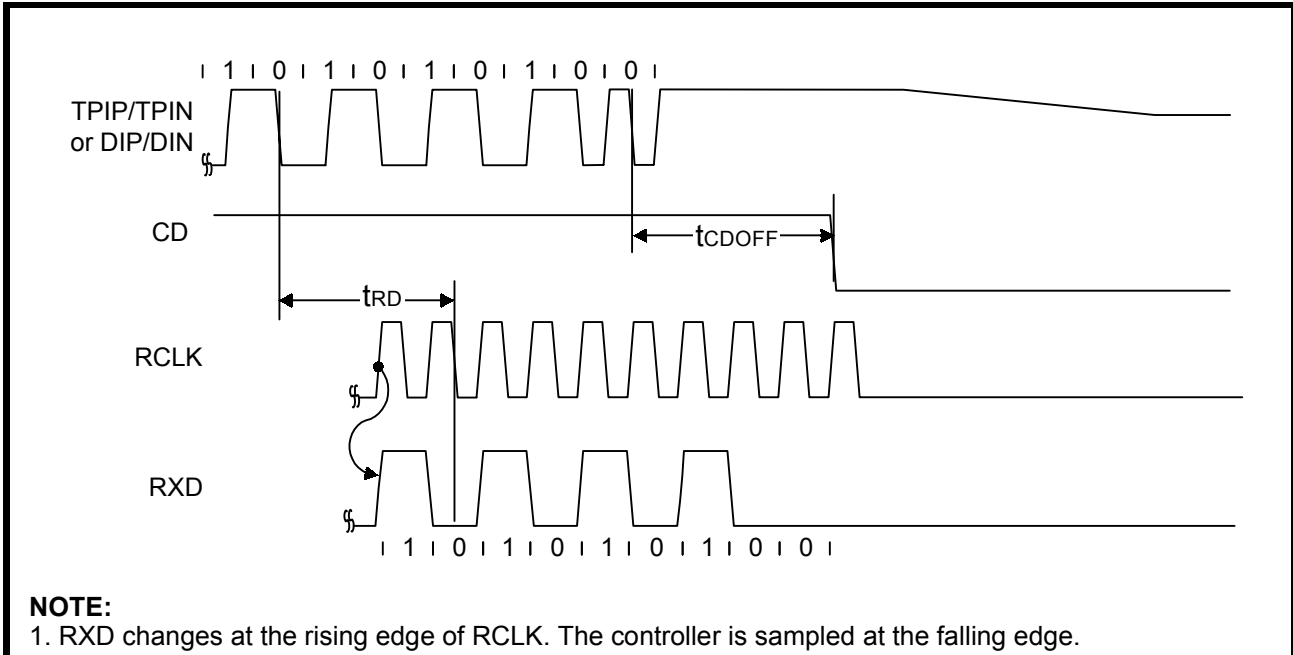 1 0 1 0 1 0 1 0 0
TPIP/TPIN
or DIP/DIN
CD
tCDOFF
tRD
RCLK
RXD
1 0 1 0 1 0 1 0 0
NOTE:
1. RXD changes at the rising edge of RCLK. The controller is sampled at the falling edge.